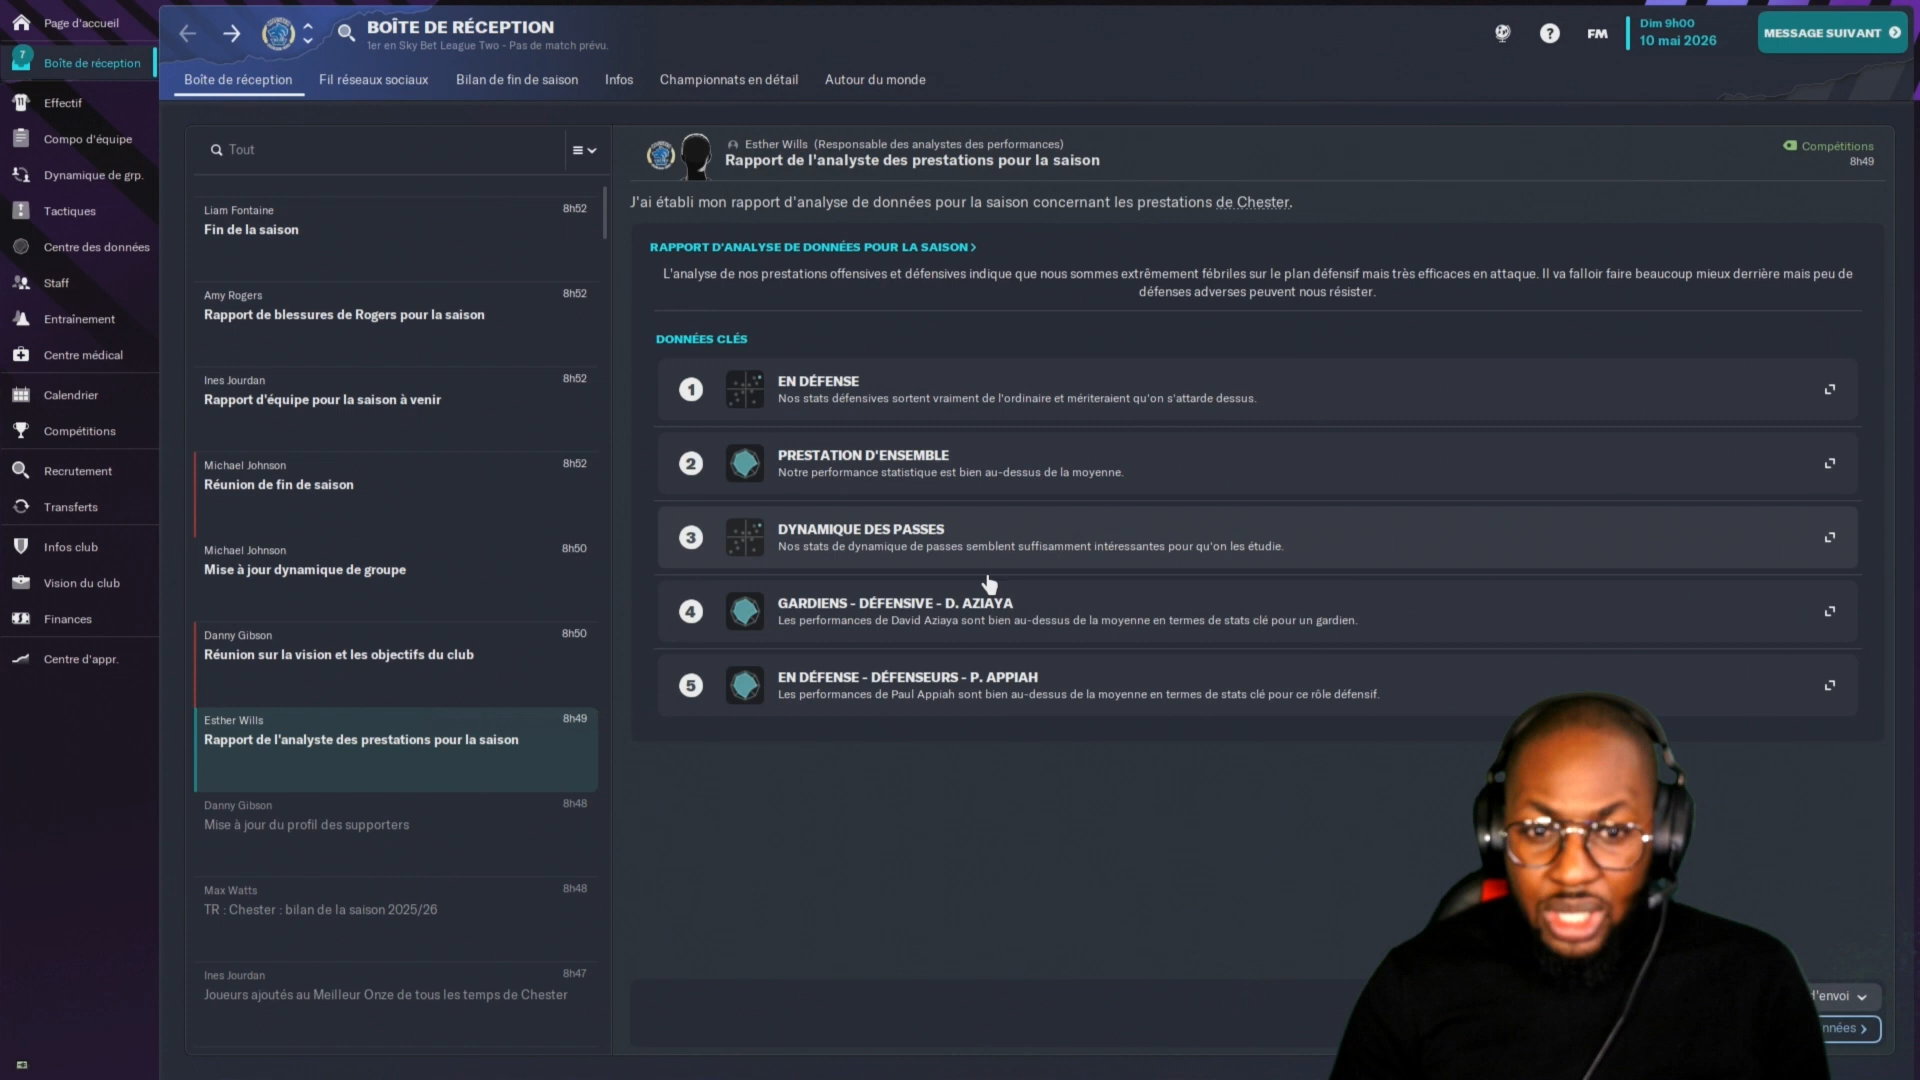 Page d'accueil
7
Boîte de réception
Effectif
Compo d'équipe
Dynamique de grp.
Tactiques
Centre des données
Staff
Entraînement
Centre médical
Calendrier
Compétitions
Recrutement
Transferts
Infos club
Vision du club
Finances
Centre d'appr.
BOÎTE DE RÉCEPTION
1er en Sky Bet League Two - Pas de match prévu.
FM
Dim 9h00
10 mai 2026
MESSAGE SUIVANT
Boîte de réception
Fil réseaux sociaux
Bilan de fin de saison
Infos
Championnats en détail
Autour du monde
Tout
Liam Fontaine 8h52
Fin de la saison
Amy Rogers 8h52
Rapport de blessures de Rogers pour la saison
Ines Jourdan 8h52
Rapport d'équipe pour la saison à venir
Michael Johnson 8h52
Réunion de fin de saison
Michael Johnson 8h50
Mise à jour dynamique de groupe
Danny Gibson 8h50
Réunion sur la vision et les objectifs du club
Esther Wills 8h49
Rapport de l'analyste des prestations pour la saison
Danny Gibson 8h48
Mise à jour du profil des supporters
Max Watts 8h48
TR : Chester : bilan de la saison 2025/26
Ines Jourdan 8h47
Joueurs ajoutés au Meilleur Onze de tous les temps de Chester
Esther Wills (Responsable des analystes des performances)
Rapport de l'analyste des prestations pour la saison
Compétitions
8h49
J'ai établi mon rapport d'analyse de données pour la saison concernant les prestations de Chester.
RAPPORT D'ANALYSE DE DONNÉES POUR LA SAISON >
L'analyse de nos prestations offensives et défensives indique que nous sommes extrêmement fébriles sur le plan défensif mais très efficaces en attaque. Il va falloir faire beaucoup mieux derrière mais peu de
défenses adverses peuvent nous résister.
DONNÉES CLÉS
1
EN DÉFENSE
Nos stats défensives sortent vraiment de l'ordinaire et mériteraient qu'on s'attarde dessus.
2
PRESTATION D'ENSEMBLE
Notre performance statistique est bien au-dessus de la moyenne.
3
DYNAMIQUE DES PASSES
Nos stats de dynamique de passes semblent suffisamment intéressantes pour qu'on les étudie.
4
GARDIENS - DÉFENSIVE - D. AZIAYA
Les performances de David Aziaya sont bien au-dessus de la moyenne en termes de stats clé pour un gardien.
5
EN DÉFENSE - DÉFENSEURS - P. APPIAH
Les performances de Paul Appiah sont bien au-dessus de la moyenne en termes de stats clé pour ce rôle défensif.
d'envoi
nnées >